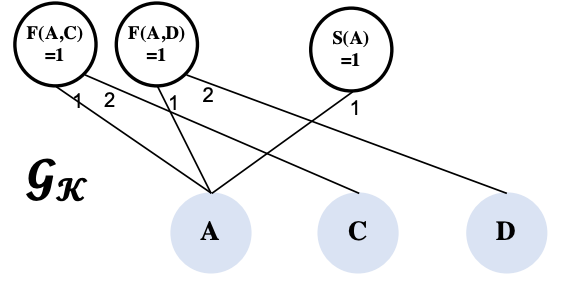 F(A,C)
=1
F(A,D)
=1
S(A)
=1
1 2 1 2 1
𝓖𝓚
A C D